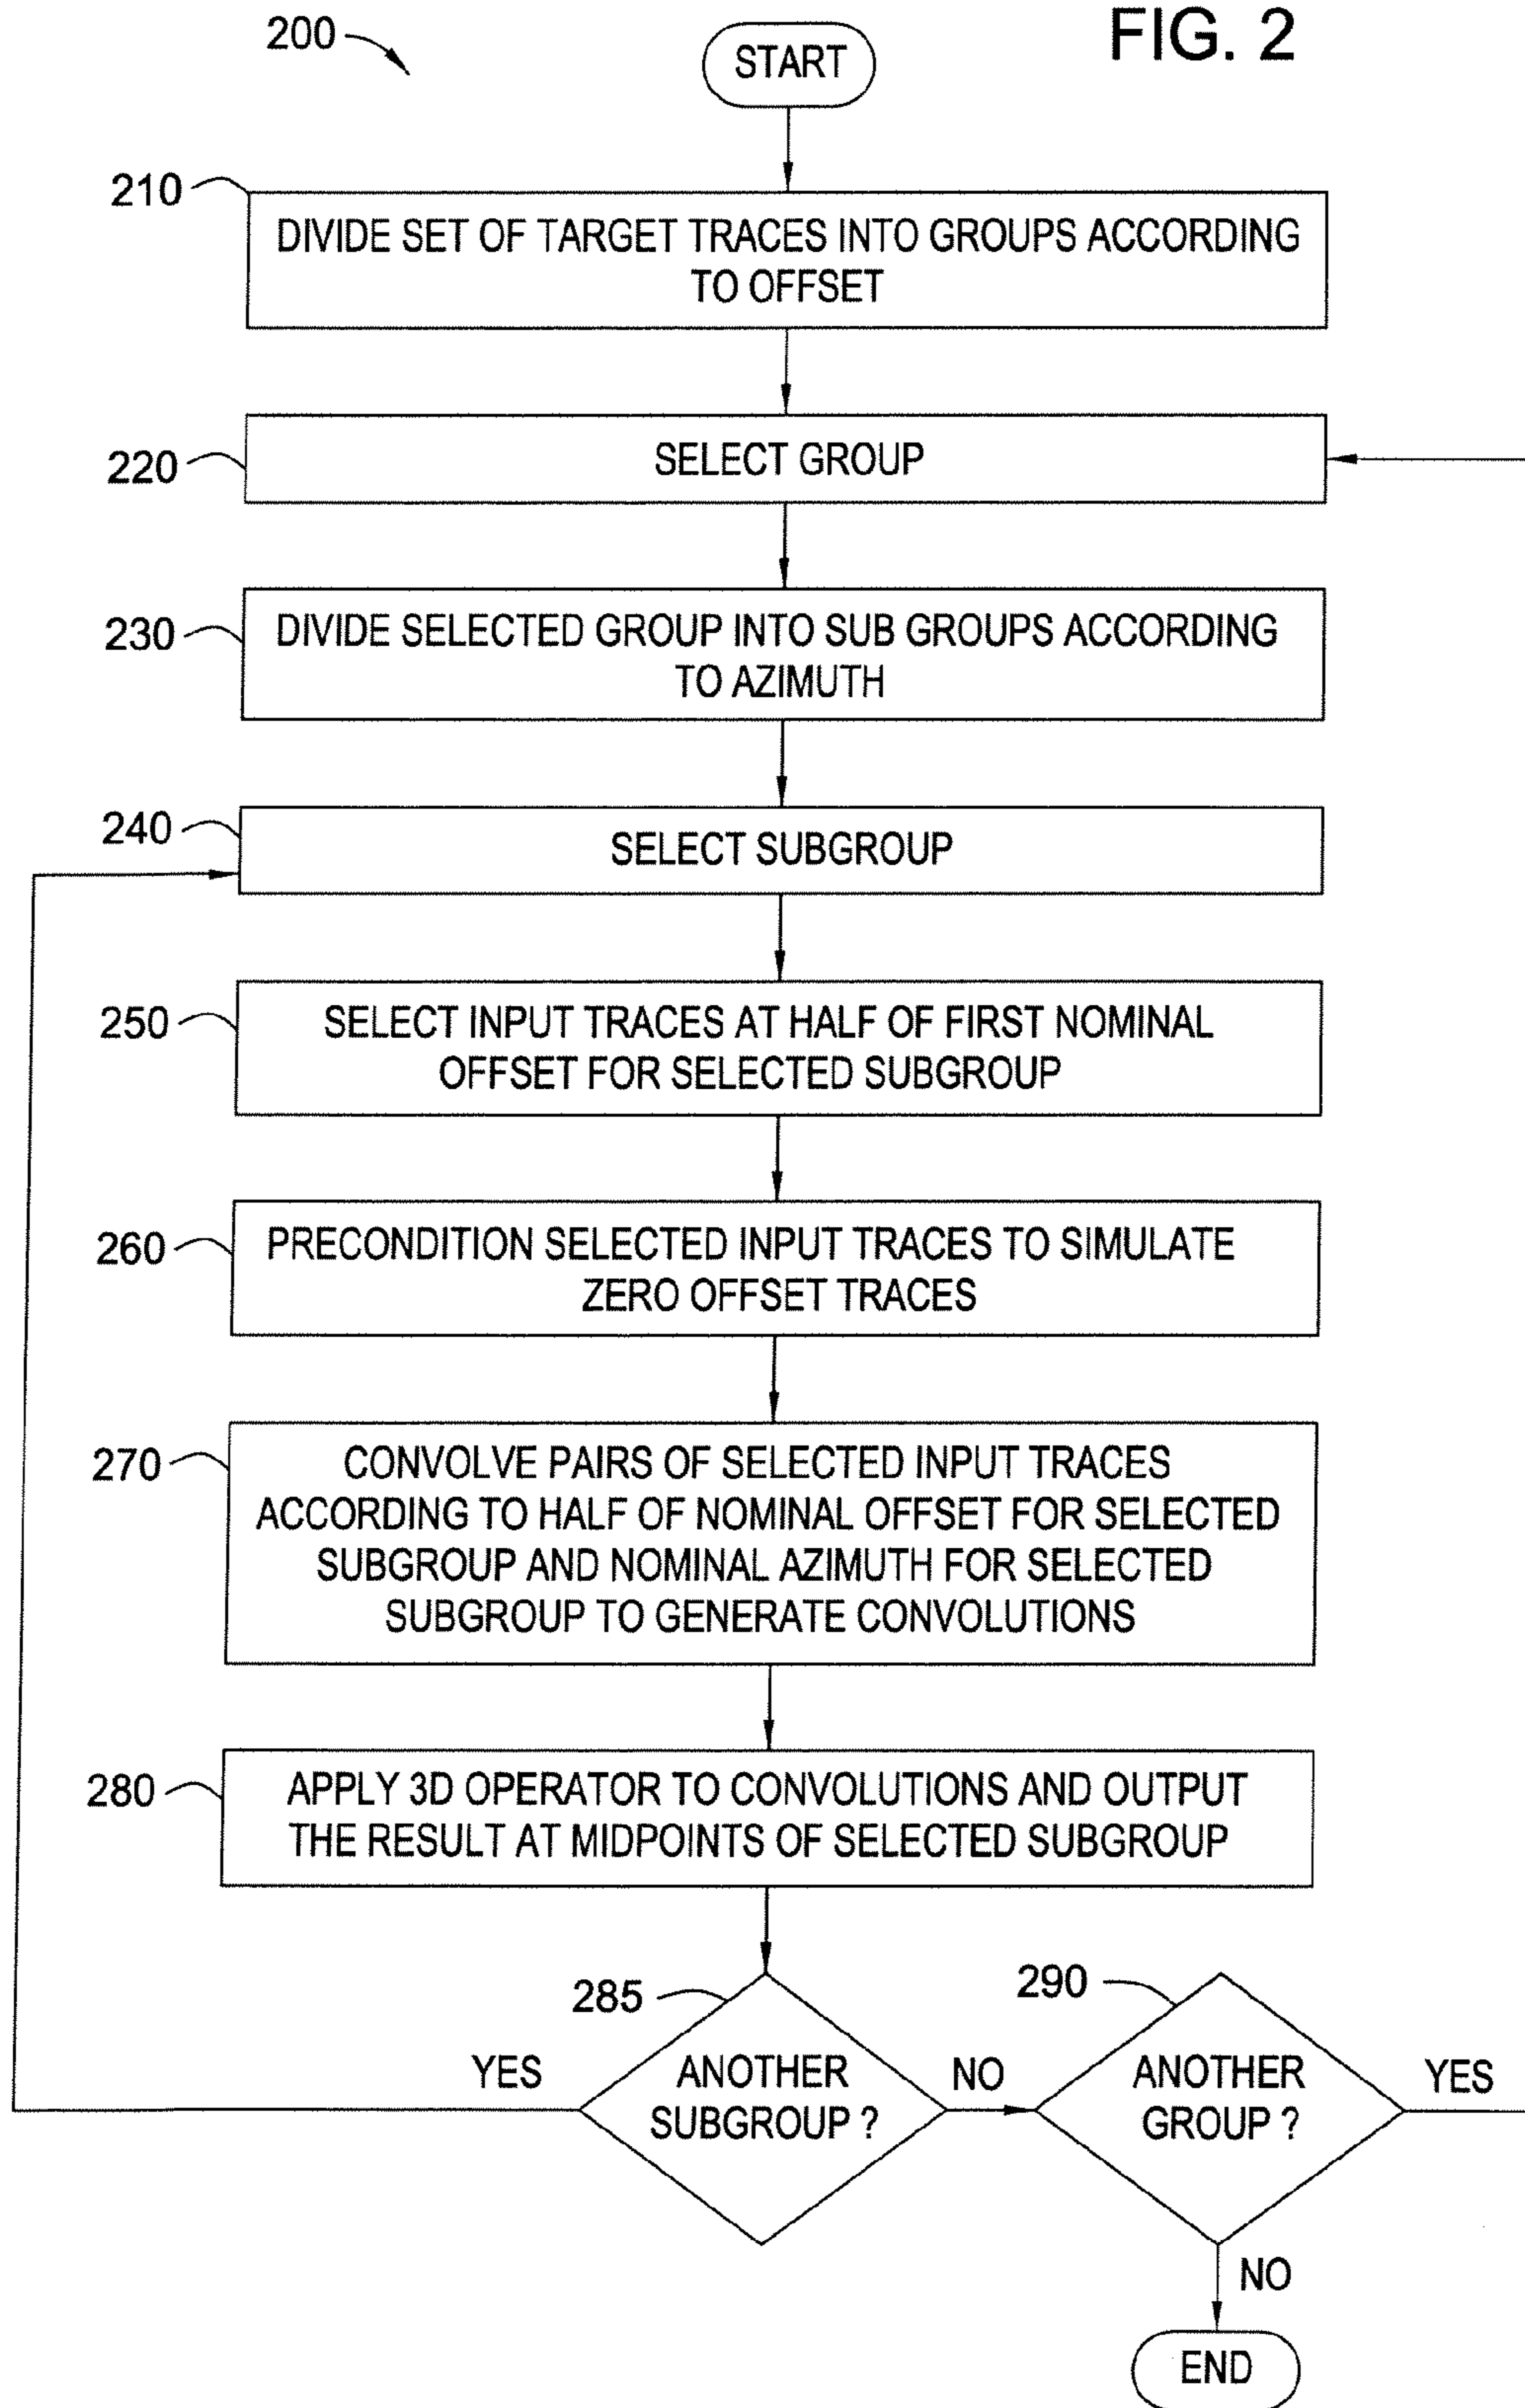 FIG. 2
200
START
210
DIVIDE SET OF TARGET TRACES INTO GROUPS ACCORDING
TO OFFSET
220
SELECT GROUP
230
DIVIDE SELECTED GROUP INTO SUB GROUPS ACCORDING
TO AZIMUTH
240
SELECT SUBGROUP
250
SELECT INPUT TRACES AT HALF OF FIRST NOMINAL
OFFSET FOR SELECTED SUBGROUP
260
PRECONDITION SELECTED INPUT TRACES TO SIMULATE
ZERO OFFSET TRACES
270
CONVOLVE PAIRS OF SELECTED INPUT TRACES
ACCORDING TO HALF OF NOMINAL OFFSET FOR SELECTED
SUBGROUP AND NOMINAL AZIMUTH FOR SELECTED
SUBGROUP TO GENERATE CONVOLUTIONS
280
APPLY 3D OPERATOR TO CONVOLUTIONS AND OUTPUT
THE RESULT AT MIDPOINTS OF SELECTED SUBGROUP
285
ANOTHER
SUBGROUP ?
YES
NO
290
ANOTHER
GROUP ?
YES
NO
END